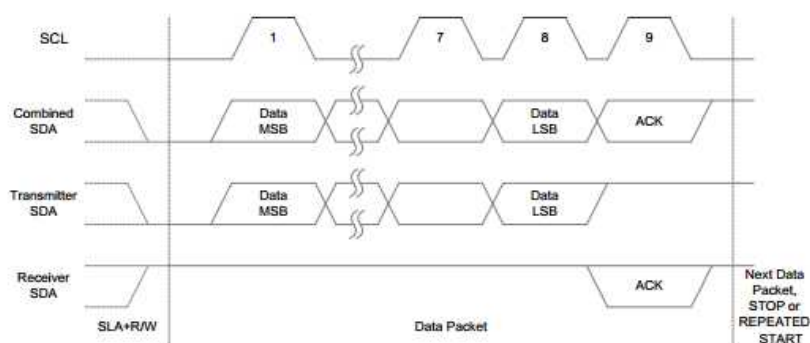 SCL
1
7
8
9
Combined
SDA
Data
MSB
Data
LSB
ACK
Transmitter
SDA
Data
MSB
Data
LSB
Receiver
SDA
ACK
SLA+R/W
Data Packet
Next Data
Packet,
STOP or
REPEATED
START